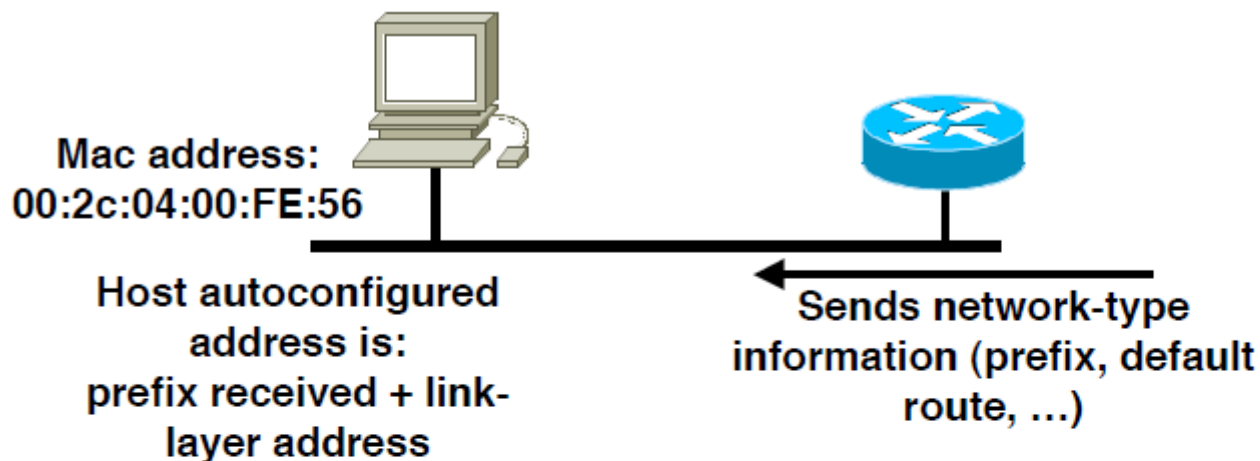 Mac address:
00:2c:04:00:FE:56
Host autoconfigured
address is:
prefix received + link-
layer address
Sends network-type
information (prefix, default
route, ...)